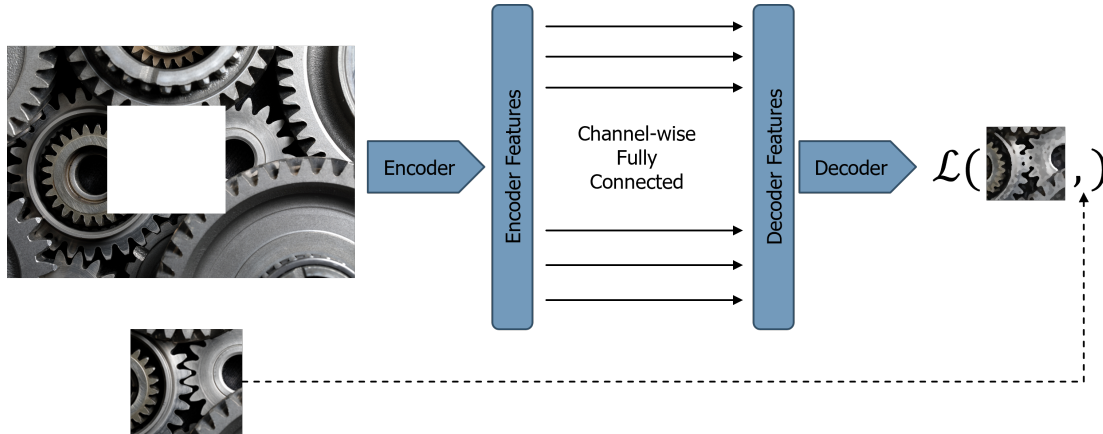 Encoder
Encoder Features
Channel-wise
Fully
Connected
Decoder Features
Decoder
ℒ( , )